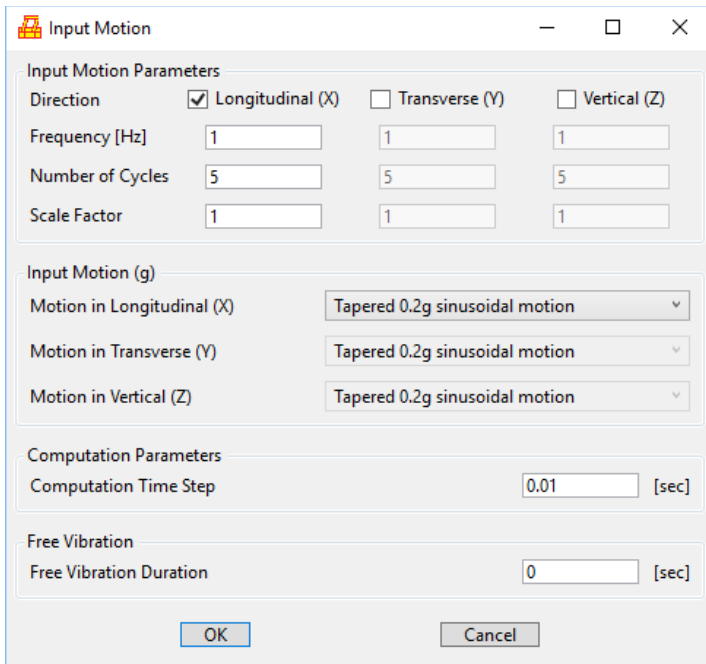 Input Motion
Input Motion Parameters
Direction Longitudinal (X) Transverse (Y) Vertical (Z)
Frequency [Hz] 1 1 1
Number of Cycles 5 5 5
Scale Factor 1 1 1
Input Motion (g)
Motion in Longitudinal (X) Tapered 0.2g sinusoidal motion
Motion in Transverse (Y) Tapered 0.2g sinusoidal motion
Motion in Vertical (Z) Tapered 0.2g sinusoidal motion
Computation Parameters
Computation Time Step 0.01 [sec]
Free Vibration
Free Vibration Duration 0 [sec]
OK Cancel